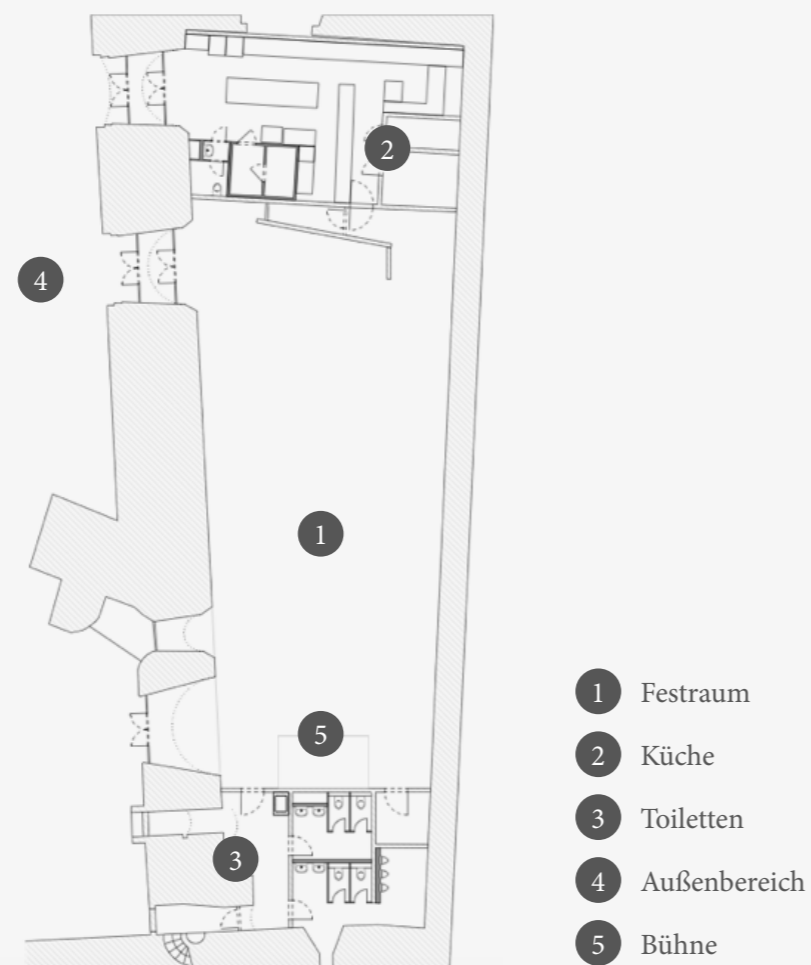 2
4
1
5
3
1 Festraum
2 Küche
3 Toiletten
4 Außenbereich
5 Bühne